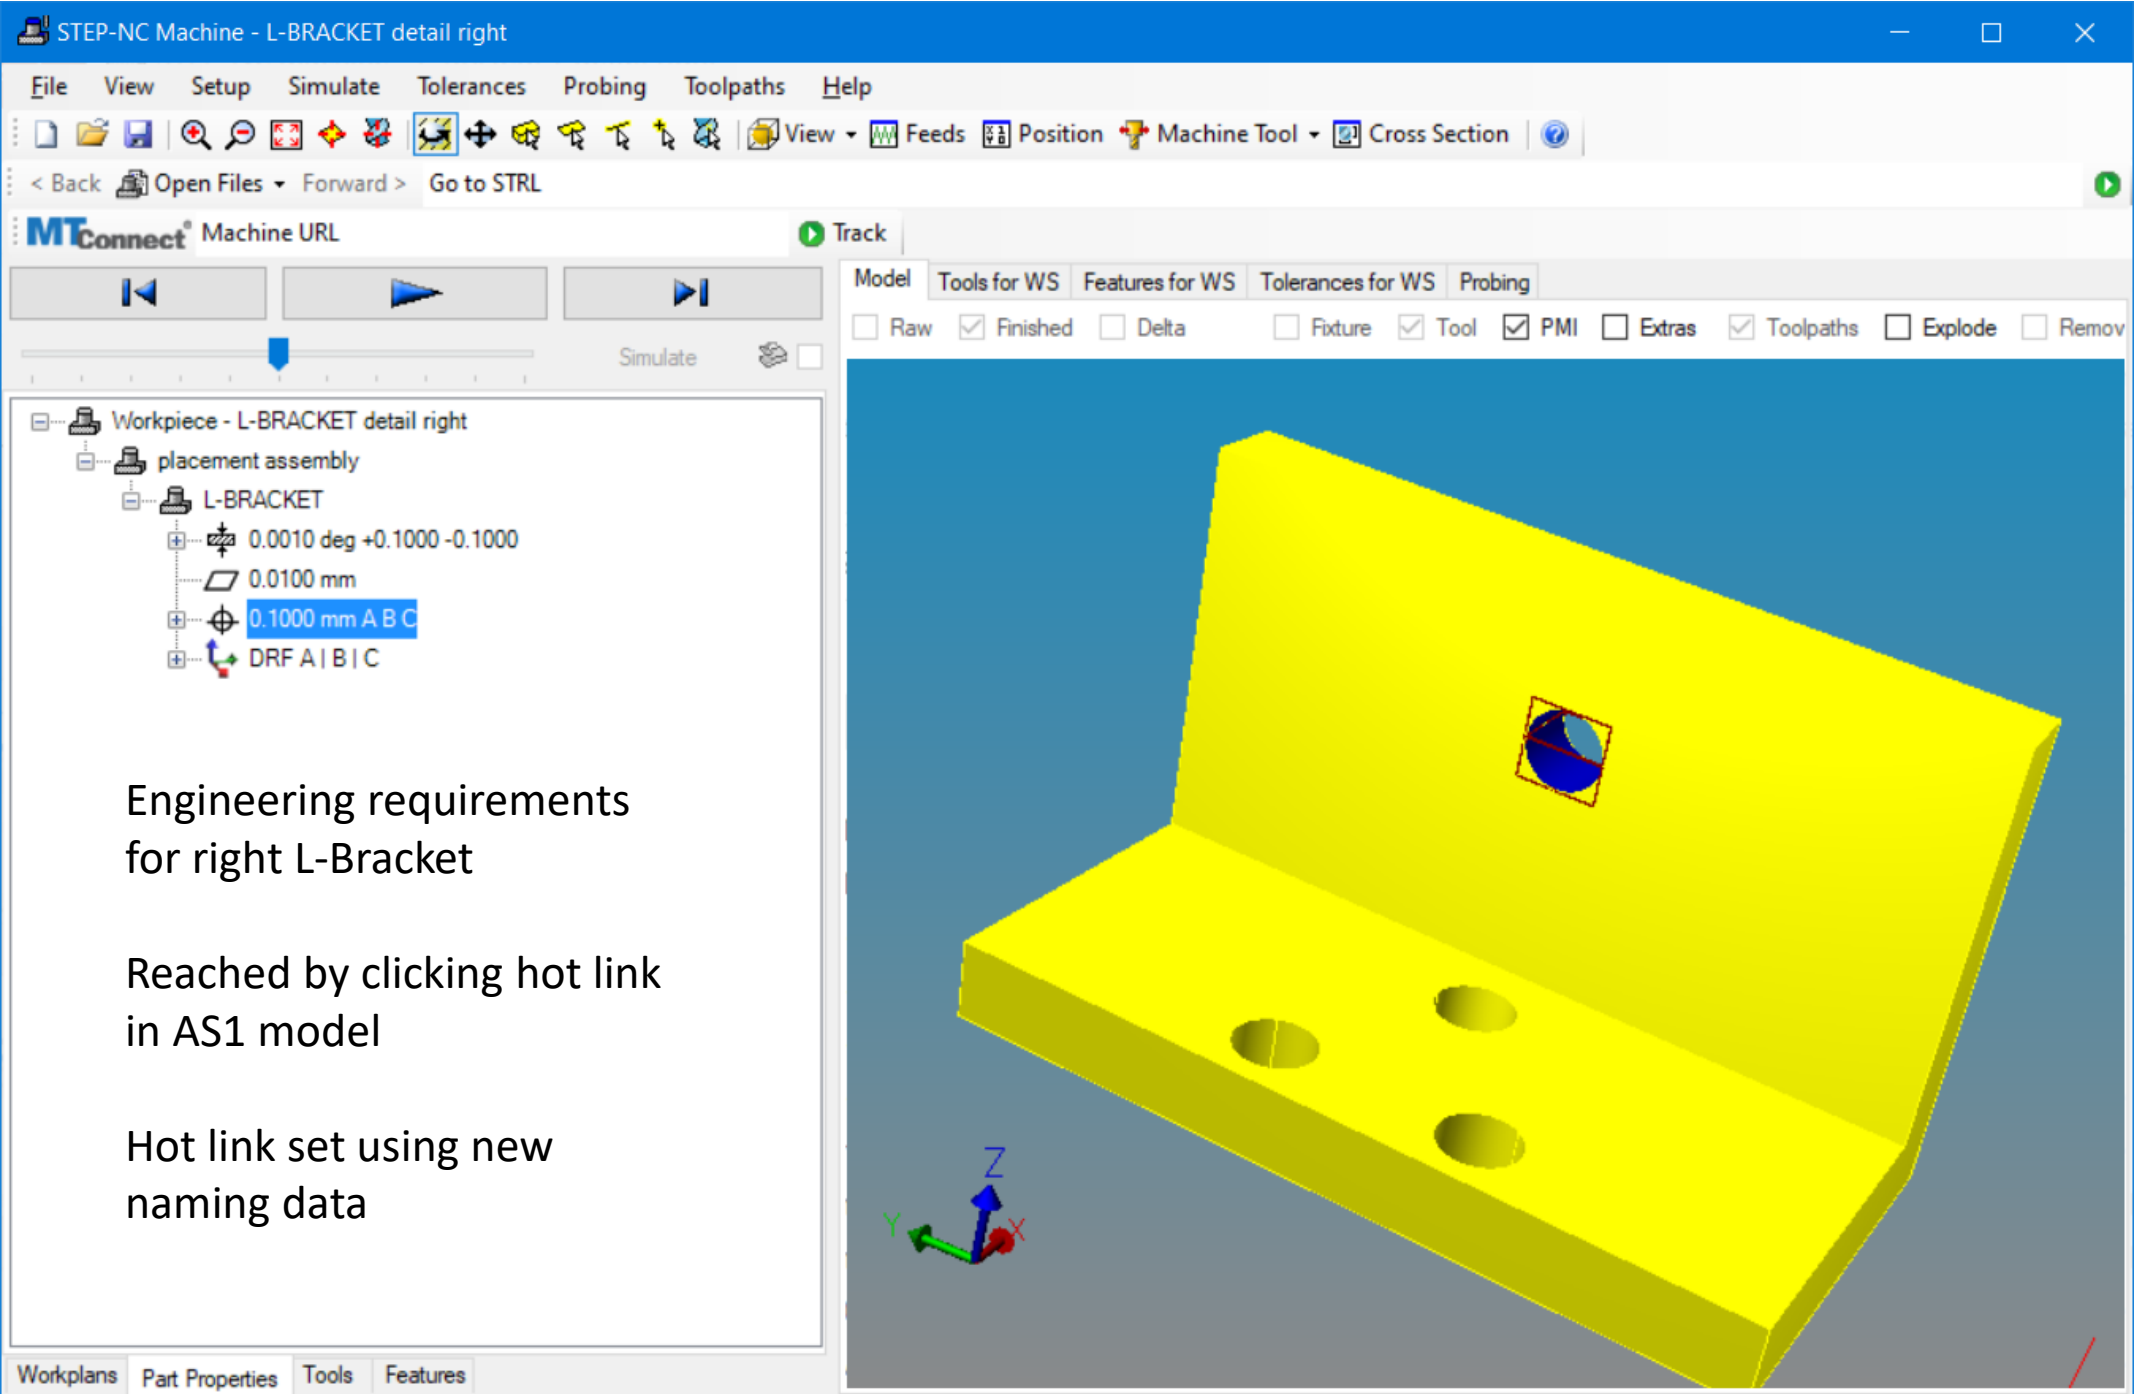 STEP-NC Machine - L-BRACKET detail right
File View Setup Simulate Tolerances Probing Toolpaths Help
View Feeds Position Machine Tool Cross Section
< Back Open Files Forward > Go to STRL
MTConnect® Machine URL Track
Model Tools for WS Features for WS Tolerances for WS Probing
Raw Finished Delta Fixture Tool PMI Extras Toolpaths Explode Remov
Simulate
Workpiece - L-BRACKET detail right
placement assembly
L-BRACKET
0.0010 deg +0.1000 -0.1000
0.0100 mm
0.1000 mm A B C
DRF A | B | C
Engineering requirements
for right L-Bracket
Reached by clicking hot link
in AS1 model
Hot link set using new
naming data
Z
Y
X
Workplans Part Properties Tools Features